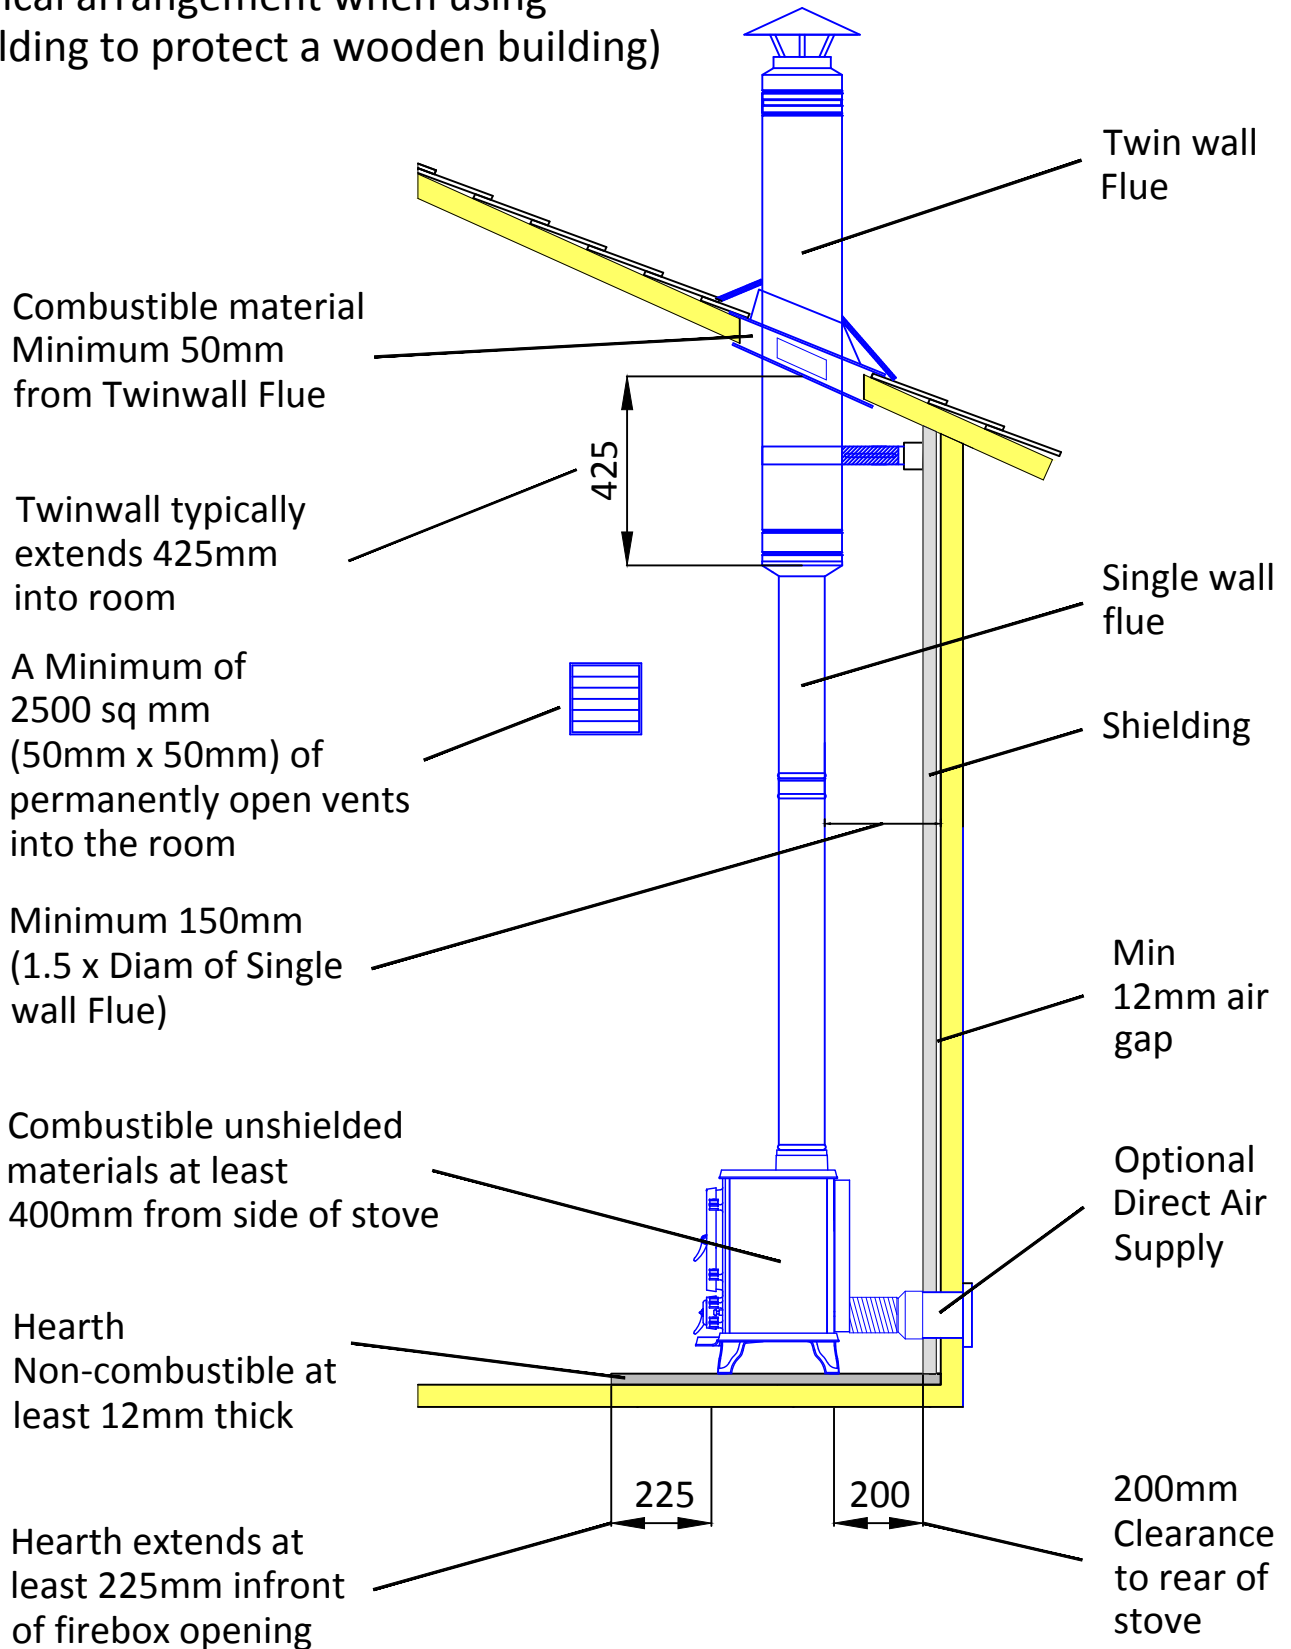 lding to protect a wooden building)
Twin wall
Flue
Combustible material
Minimum 50mm
from Twinwall Flue
425
Twinwall typically
extends 425mm
into room
Single wall
flue
A Minimum of
2500 sq mm
(50mm x 50mm) of
permanently open vents
into the room
Shielding
Minimum 150mm
(1.5 x Diam of Single
wall Flue)
Min
12mm air
gap
Combustible unshielded
materials at least
400mm from side of stove
Optional
Direct Air
Supply
Hearth
Non-combustible at
least 12mm thick
225
200
200mm
Clearance
to rear of
stove
Hearth extends at
least 225mm infront
of firebox opening